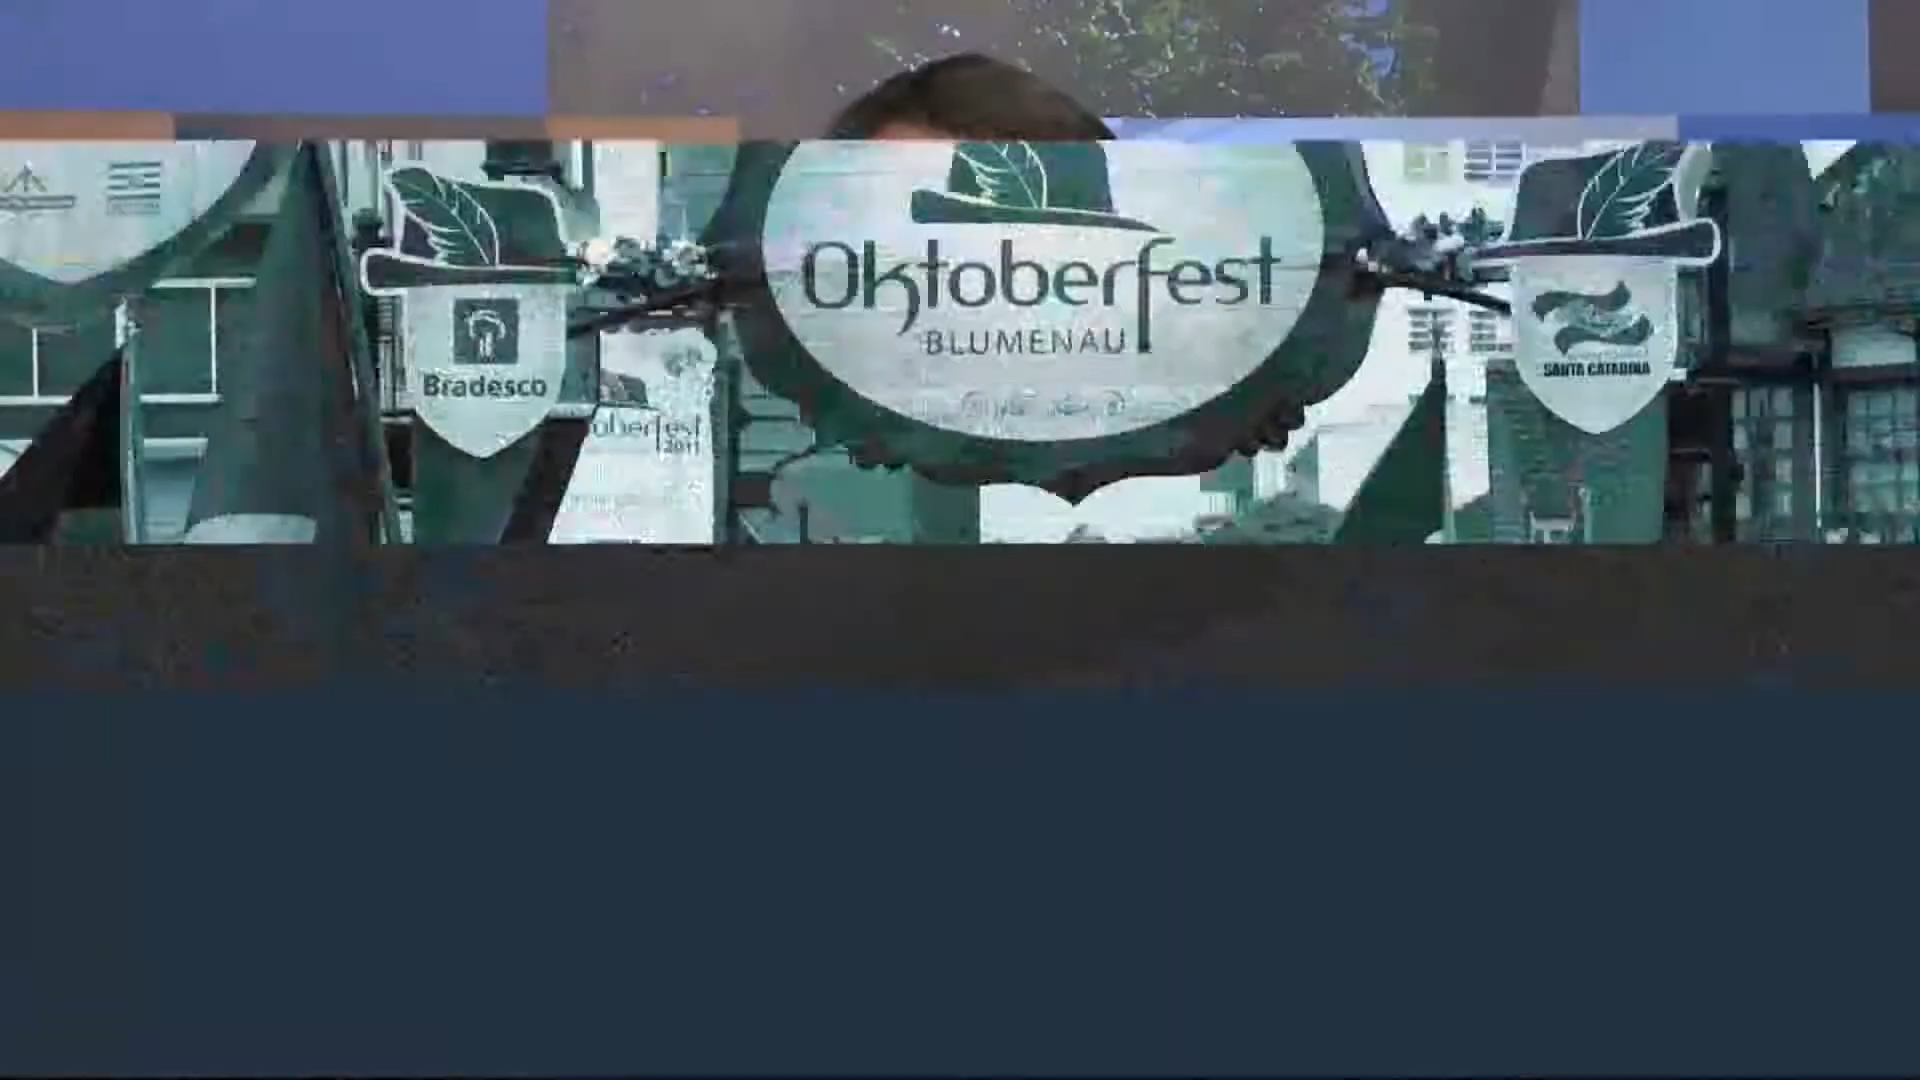 Oktoberfest
BLUMENAU
Bradesco
SANTA CATARINA
oberfest
2011